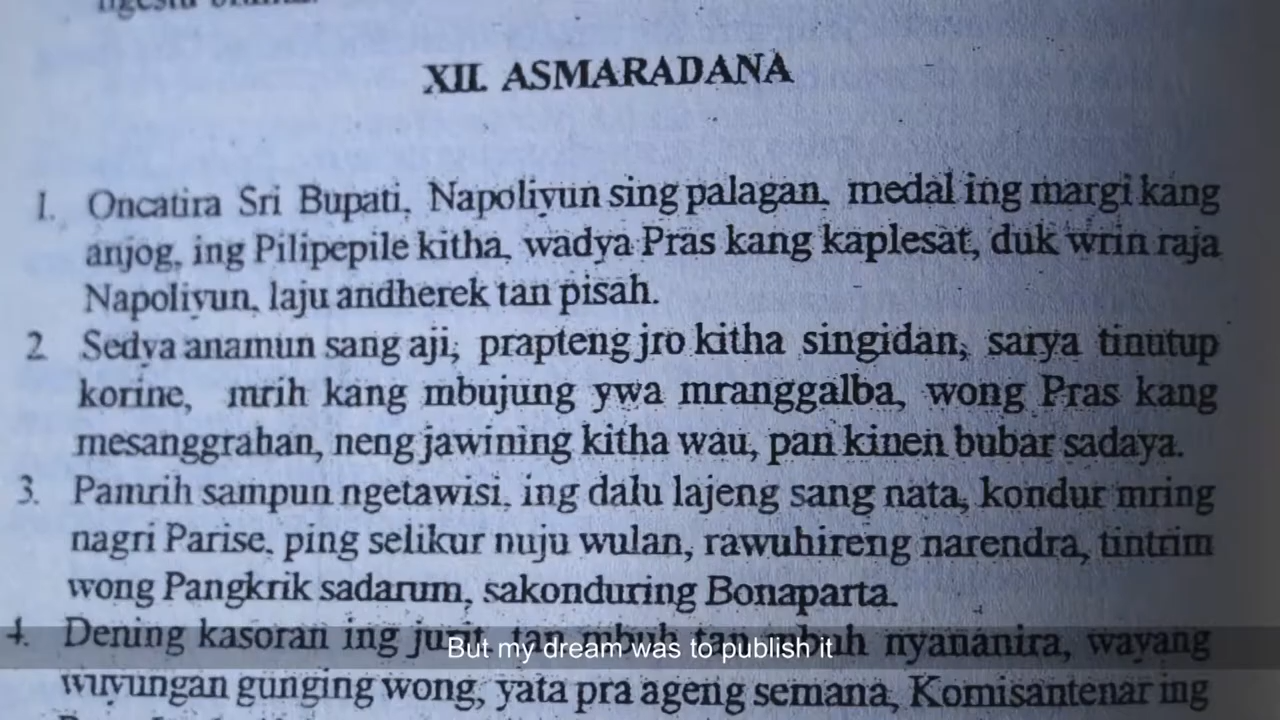 XII. ASMARADANA
1. Oncatira Sri Bupati, Napoliyun sing palagan, medal ing margi kang
anjog, ing Pilipepile kitha, wadya Pras kang kaplesat, duk wrin raja
Napoliyun, laju andherek tan pisah.
2 Sedya anamun sang aji, prapteng jro kitha singidan, sarya tinutup
korine, mrih kang mbujung ywa mranggalba, wong Pras kang
mesanggrahan, neng jawining kitha wau, pan kinen bubar sadaya.
3. Pamrih sampun ngetawisi, ing dalu lajeng sang nata, kondur mring
nagri Parise, ping selikur nuju wulan, rawuhireng narendra, tintrim
wong Pangkrik sadarum, sakonduring Bonaparta.
4. Dening kasoran ing jurit, tan mbuh tan mbuh nyananira, wayang
But my dream was to publish it
wuyungan gunging wong, yata pra ageng semana, Komisantenar ing